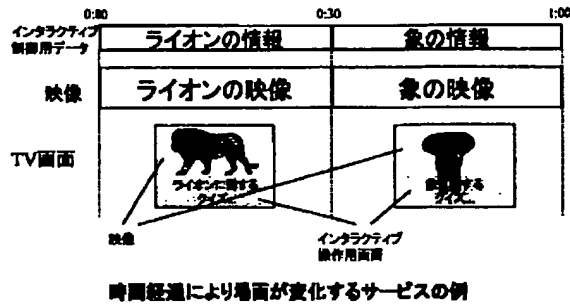 0:00 0:30 1:00
インタラクティブ
制御用データ ライオンの情報 象の情報
映像 ライオンの映像 象の映像
TV画面
ライオンに関する
クイズ...
象に関する
クイズ...
映像
インタラクティブ
操作用画面
時間経過により場面が変化するサービスの例